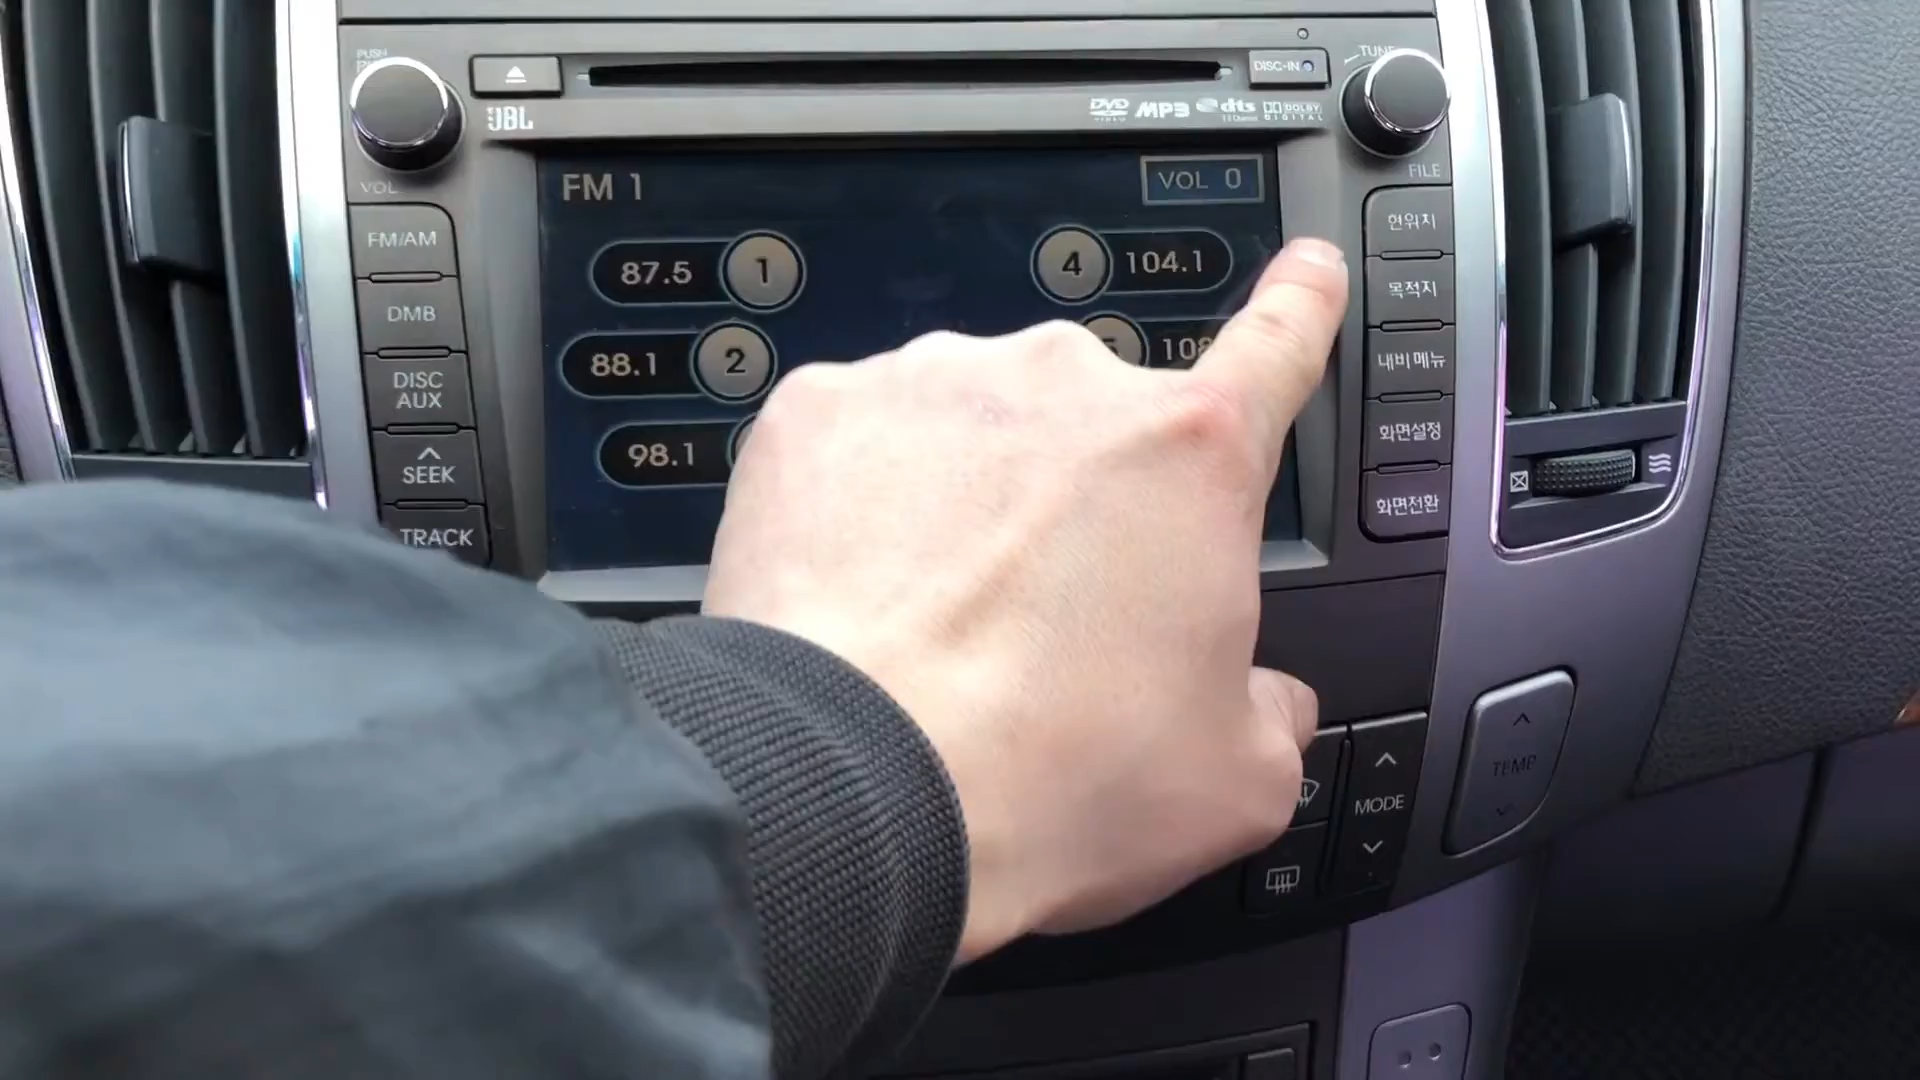 PUSH
TUNE
DISC-IN
JBL
DVD VIDEO MP3 dts DOLBY DIGITAL
VOL
FILE
FM 1
VOL 0
FM/AM
DMB
DISC AUX
SEEK
TRACK
87.5 1
88.1 2
98.1
4 104.1
108
현위치
목적지
내비메뉴
화면설정
화면전환
MODE
TEMP